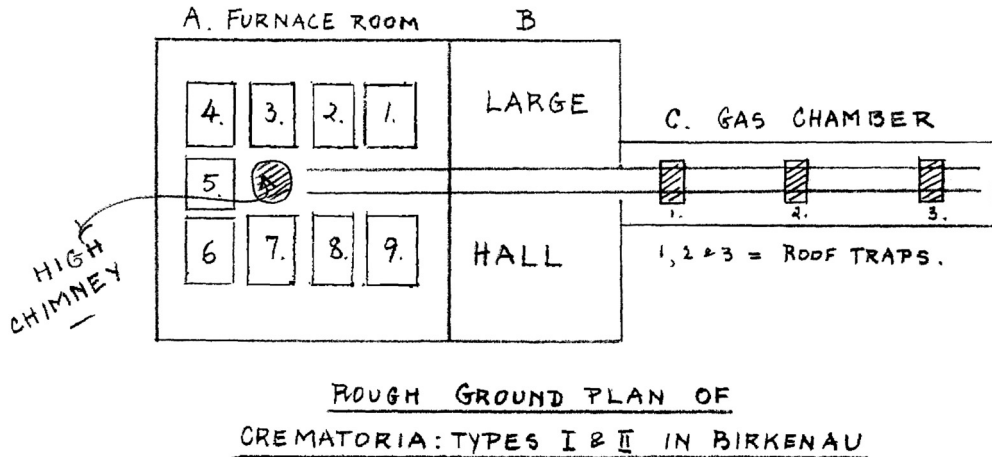 A. FURNACE ROOM B
4. 3. 2. 1.
LARGE
C. GAS CHAMBER
5.
1. 2. 3.
6 7. 8. 9.
HALL
1, 2 & 3 = ROOF TRAPS.
HIGH
CHIMNEY
ROUGH GROUND PLAN OF
CREMATORIA: TYPES I & II IN BIRKENAU